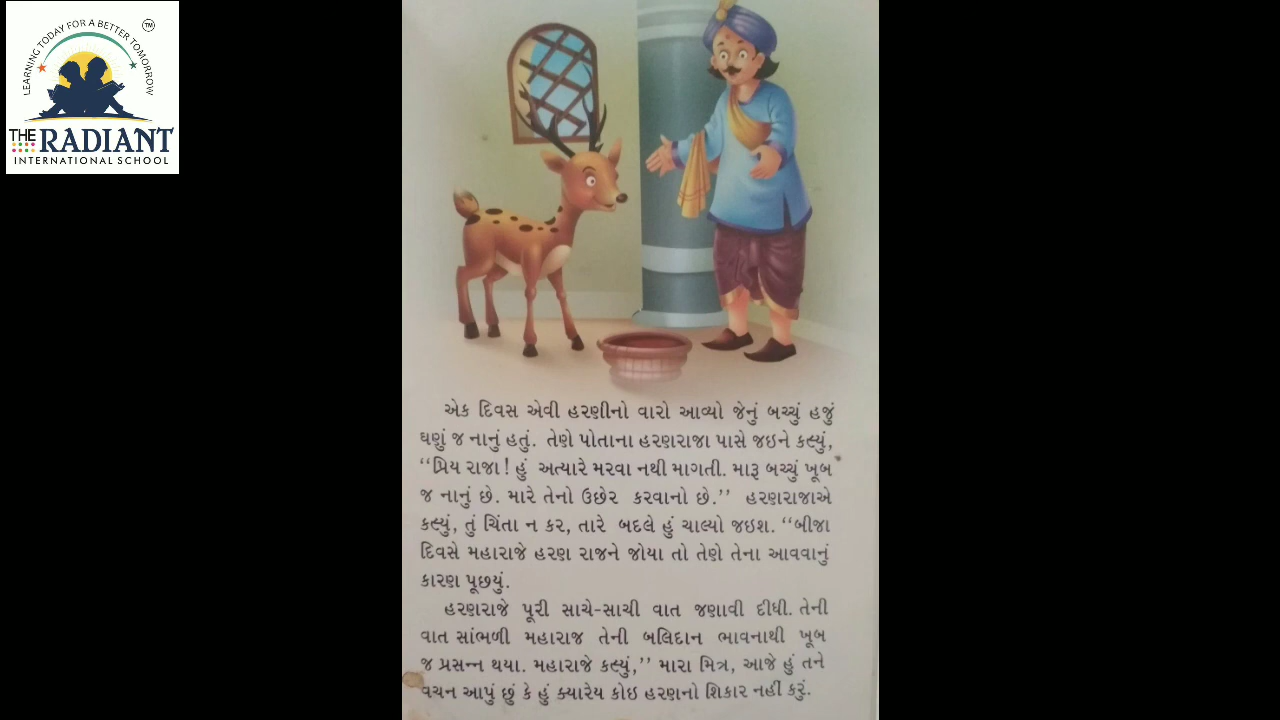 LEARNING TODAY FOR A BETTER TOMORROW
TM
THE RADIANT
INTERNATIONAL SCHOOL
એક દિવસ એવી હરણીનો વારો આવ્યો જેનું બચ્ચું હજું
ઘણું જ નાનું હતું. તેણે પોતાના હરણરાજા પાસે જઇને કહ્યું,
‘‘પ્રિય રાજા! હું અત્યારે મરવા નથી માગતી. મારૂ બચ્ચું ખૂબ
જ નાનું છે. મારે તેનો ઉછેર કરવાનો છે.’’ હરણરાજાએ
કહ્યું, તું ચિંતા ન કર, તારે બદલે હું ચાલ્યો જઇશ. ‘‘બીજા
દિવસે મહારાજે હરણ રાજને જોયા તો તેણે તેના આવવાનું
કારણ પૂછયું.
હરણરાજે પૂરી સાચે-સાચી વાત જણાવી દીધી. તેની
વાત સાંભળી મહારાજ તેની બલિદાન ભાવનાથી ખૂબ
જ પ્રસન્ન થયા. મહારાજે કહ્યું,’’ મારા મિત્ર, આજે હું તને
વચન આપું છું કે હું ક્યારેય કોઇ હરણનો શિકાર નહીં કરું.